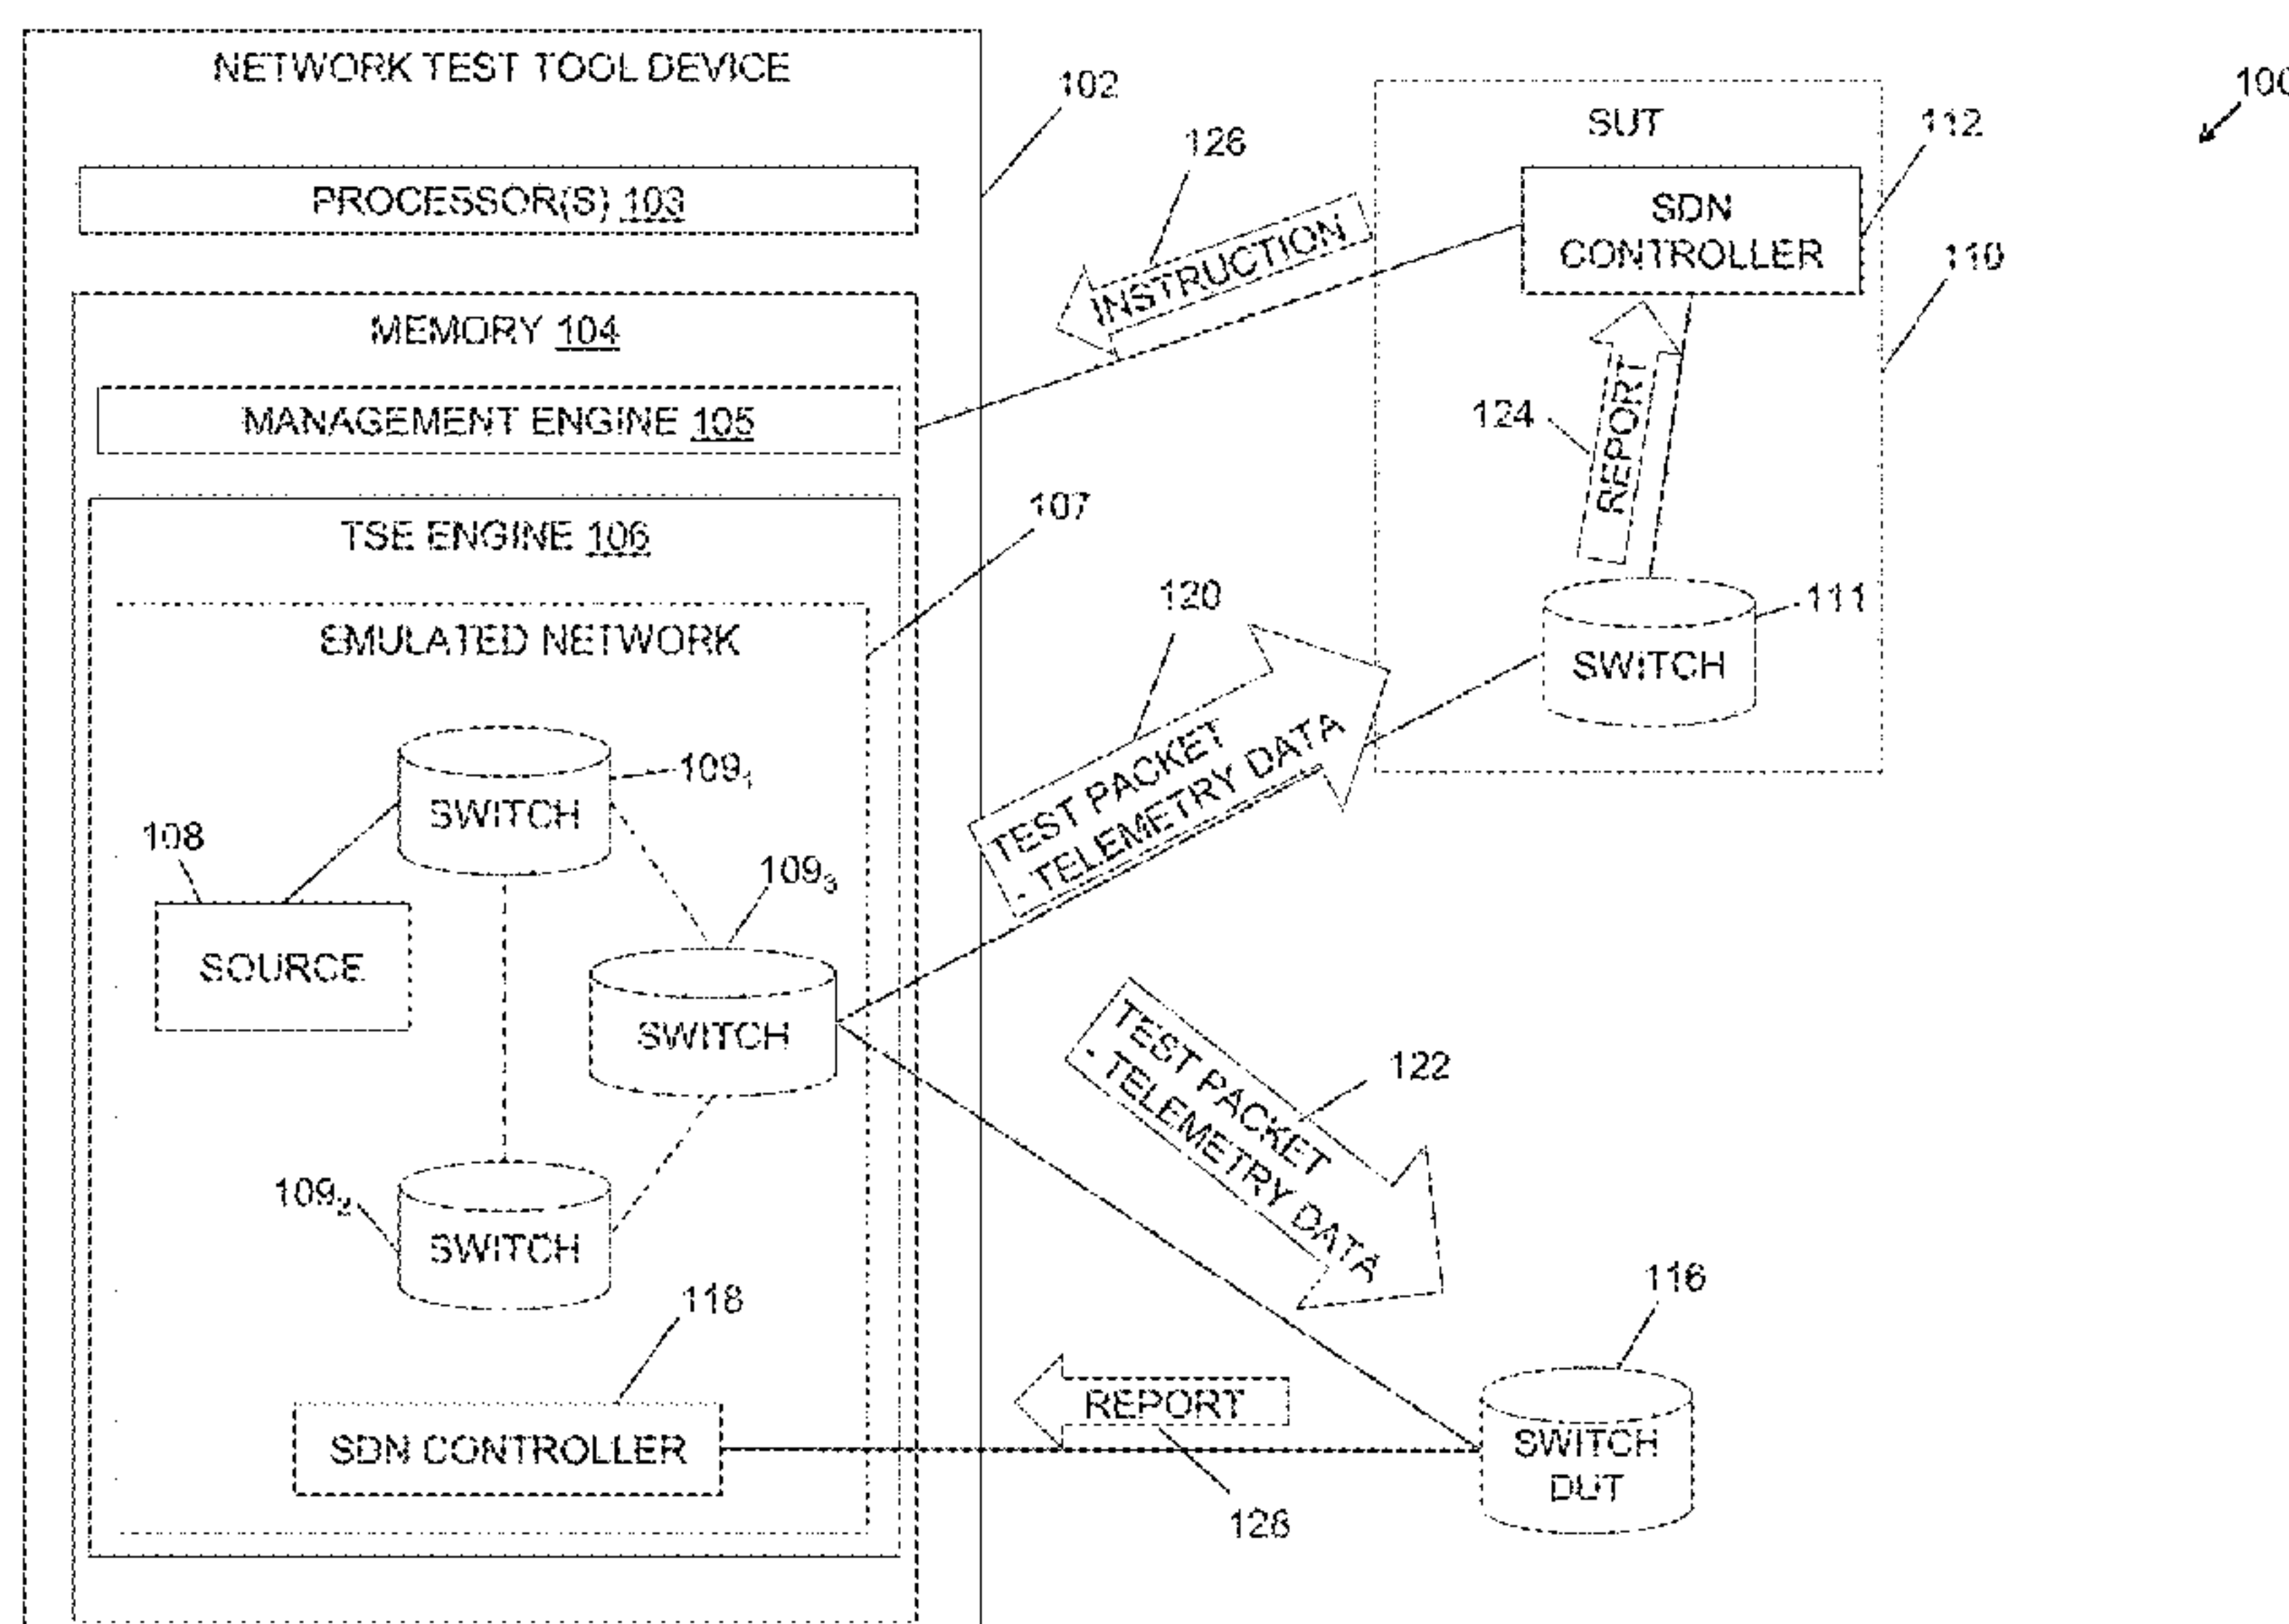 NETWORK TEST TOOL DEVICE
102
100
SUT
112
126
PROCESSOR(S) 103
SDN
CONTROLLER
110
INSTRUCTION
MEMORY 104
MANAGEMENT ENGINE 105
124
REPORT
107
TSE ENGINE 106
120
111
EMULATED NETWORK
SWITCH
TEST PACKET
- TELEMETRY DATA
109₁
SWITCH
108
109₃
SOURCE
SWITCH
TEST PACKET
- TELEMETRY DATA
122
109₂
SWITCH
116
118
REPORT
SDN CONTROLLER
SWITCH
DUT
128